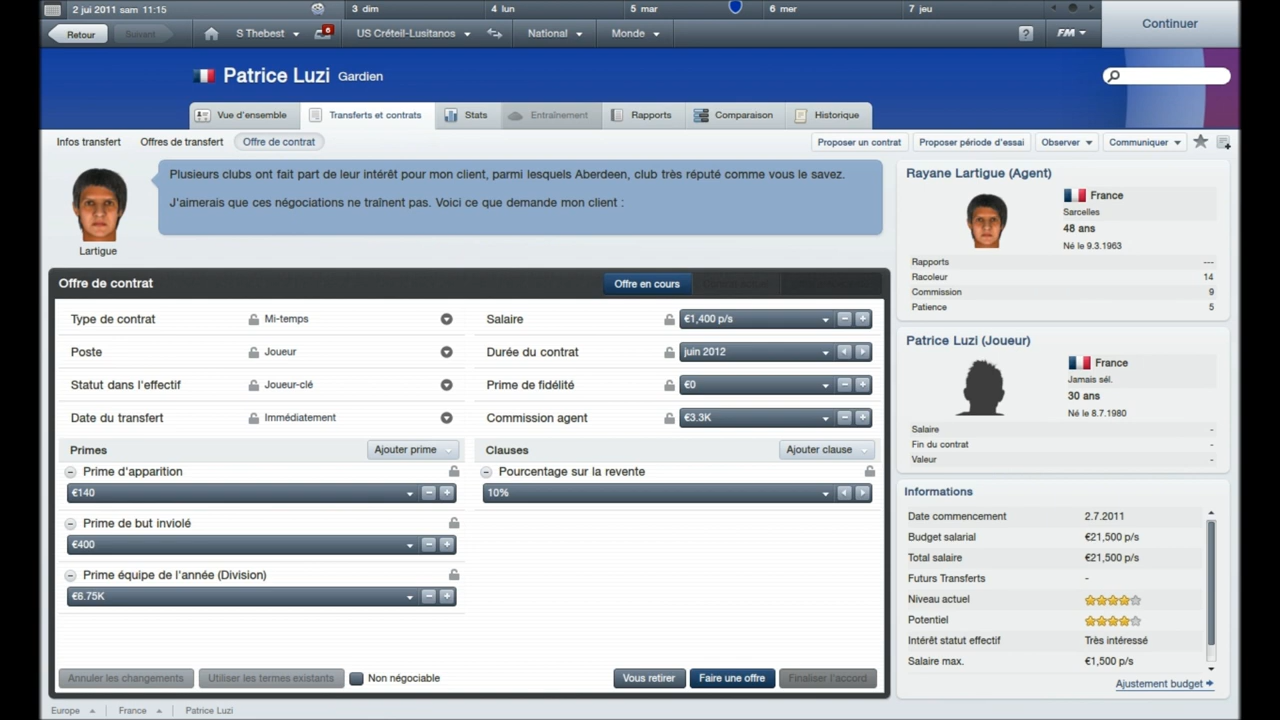 2 jui 2011 sam 11:15
3 dim
4 lun
5 mar
6 mer
7 jeu
Continuer
Retour
Suivant
S Thebest
6
US Créteil-Lusitanos
National
Monde
?
FM
Patrice Luzi Gardien
Vue d'ensemble
Transferts et contrats
Stats
Entraînement
Rapports
Comparaison
Historique
Infos transfert
Offres de transfert
Offre de contrat
Proposer un contrat
Proposer période d'essai
Observer
Communiquer
Plusieurs clubs ont fait part de leur intérêt pour mon client, parmi lesquels Aberdeen, club très réputé comme vous le savez.
J'aimerais que ces négociations ne traînent pas. Voici ce que demande mon client :
Lartigue
Rayane Lartigue (Agent)
France
Sarcelles
48 ans
Né le 9.3.1963
Rapports ---
Racoleur 14
Commission 9
Patience 5
Offre de contrat
Offre en cours
Type de contrat Mi-temps
Poste Joueur
Statut dans l'effectif Joueur-clé
Date du transfert Immédiatement
Salaire €1,400 p/s
Durée du contrat juin 2012
Prime de fidélité €0
Commission agent €3.3K
Primes
Ajouter prime
Prime d'apparition
€140
Prime de but inviolé
€400
Prime équipe de l'année (Division)
€6.75K
Clauses
Ajouter clause
Pourcentage sur la revente
10%
Annuler les changements
Utiliser les termes existants
Non négociable
Vous retirer
Faire une offre
Finaliser l'accord
Patrice Luzi (Joueur)
France
Jamais sél.
30 ans
Né le 8.7.1980
Salaire -
Fin du contrat -
Valeur -
Informations
Date commencement 2.7.2011
Budget salarial €21,500 p/s
Total salaire €21,500 p/s
Futurs Transferts -
Niveau actuel
Potentiel
Intérêt statut effectif Très intéressé
Salaire max. €1,500 p/s
Ajustement budget
Europe
France
Patrice Luzi